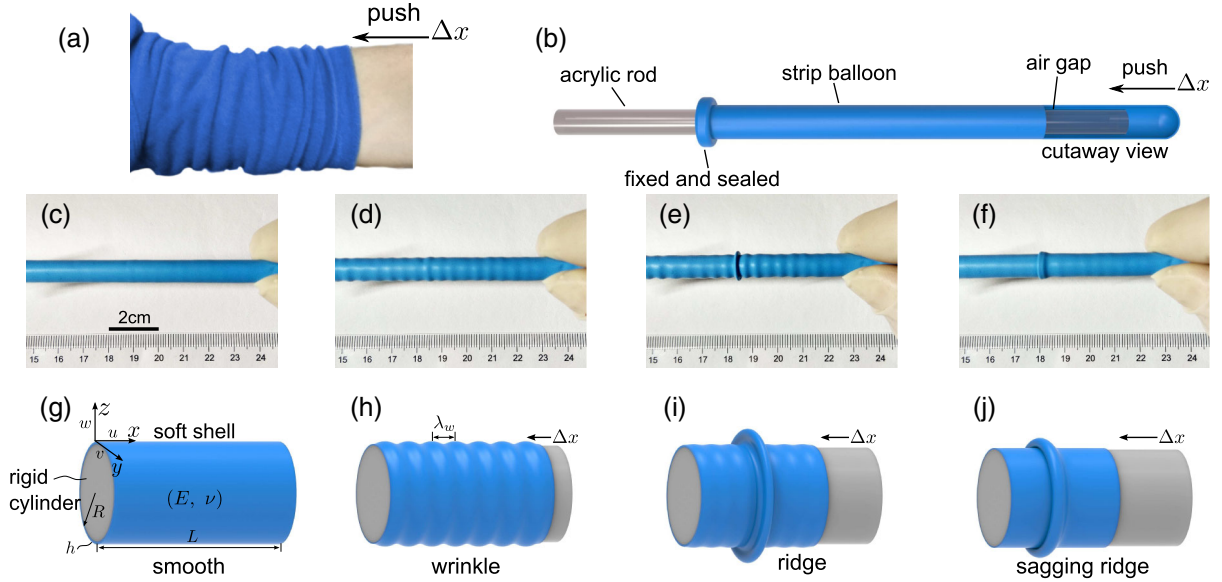 (a)
push
Δx
(b)
acrylic rod
strip balloon
air gap
push
Δx
fixed and sealed
cutaway view
(c)
2cm
15 16 17 18 19 20 21 22 23 24
(d)
15 16 17 18 19 20 21 22 23 24
(e)
15 16 17 18 19 20 21 22 23 24
(f)
15 16 17 18 19 20 21 22 23 24
(g)
z
w
u
x
soft shell
v
y
rigid
cylinder
R
(E, ν)
h
L
smooth
(h)
λw
Δx
wrinkle
(i)
Δx
ridge
(j)
Δx
sagging ridge